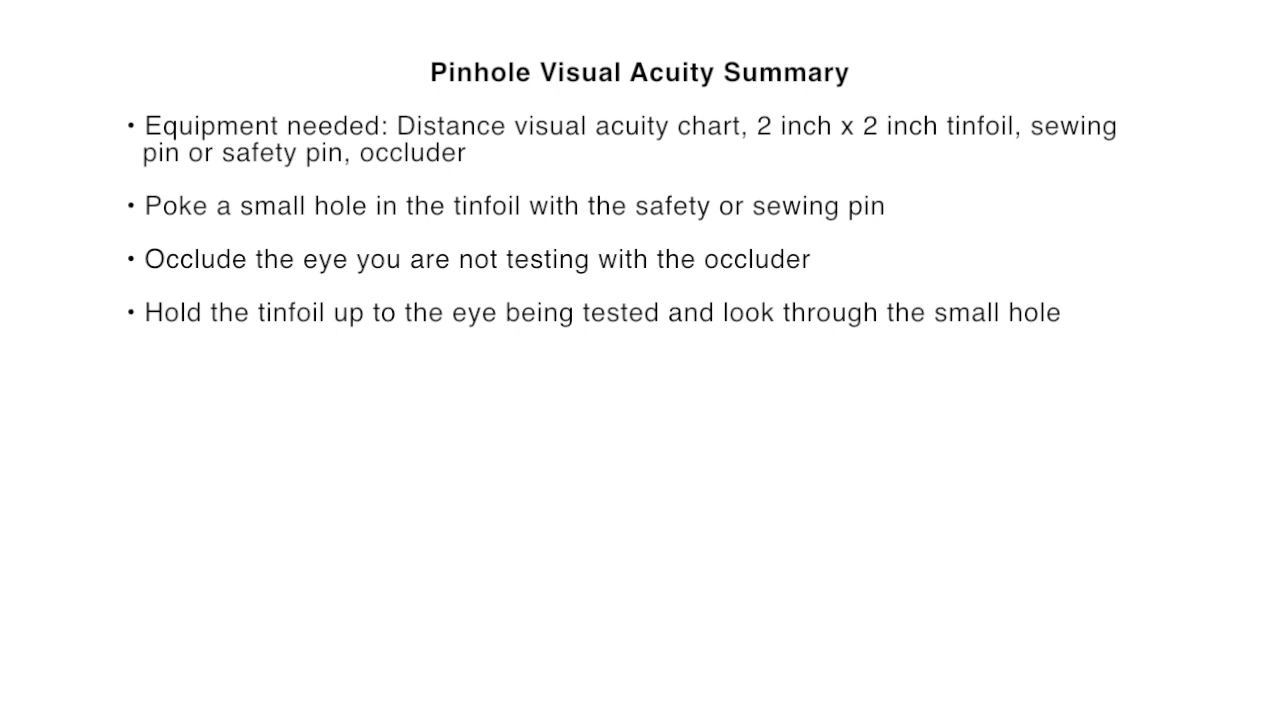 Pinhole Visual Acuity Summary
• Equipment needed: Distance visual acuity chart, 2 inch x 2 inch tinfoil, sewing
pin or safety pin, occluder
• Poke a small hole in the tinfoil with the safety or sewing pin
• Occlude the eye you are not testing with the occluder
• Hold the tinfoil up to the eye being tested and look through the small hole